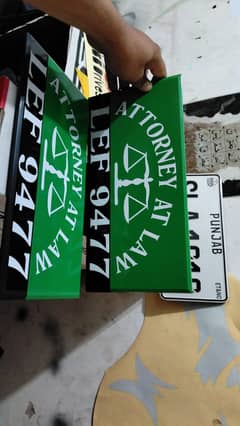 ATTORNEY AT LAW
LEF 9477
ATTORNEY AT LAW
LEF 9477
PUNJAB